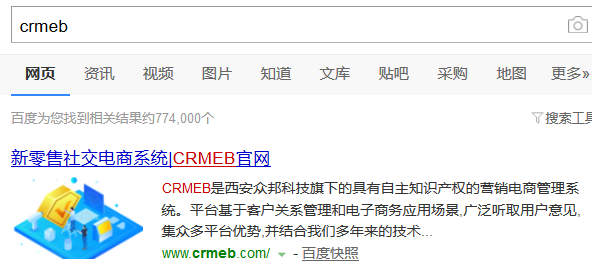 crmeb
网页 资讯 视频 图片 知道 文库 贴吧 采购 地图 更多»
百度为您找到相关结果约774,000个 搜索工具
新零售社交电商系统|CRMEB官网
CRMEB是西安众邦科技旗下的具有自主知识产权的营销电商管理系
统。平台基于客户关系管理和电子商务应用场景,广泛听取用户意见,
集众多平台优势,并结合我们多年来的技术...
www.crmeb.com/ - 百度快照